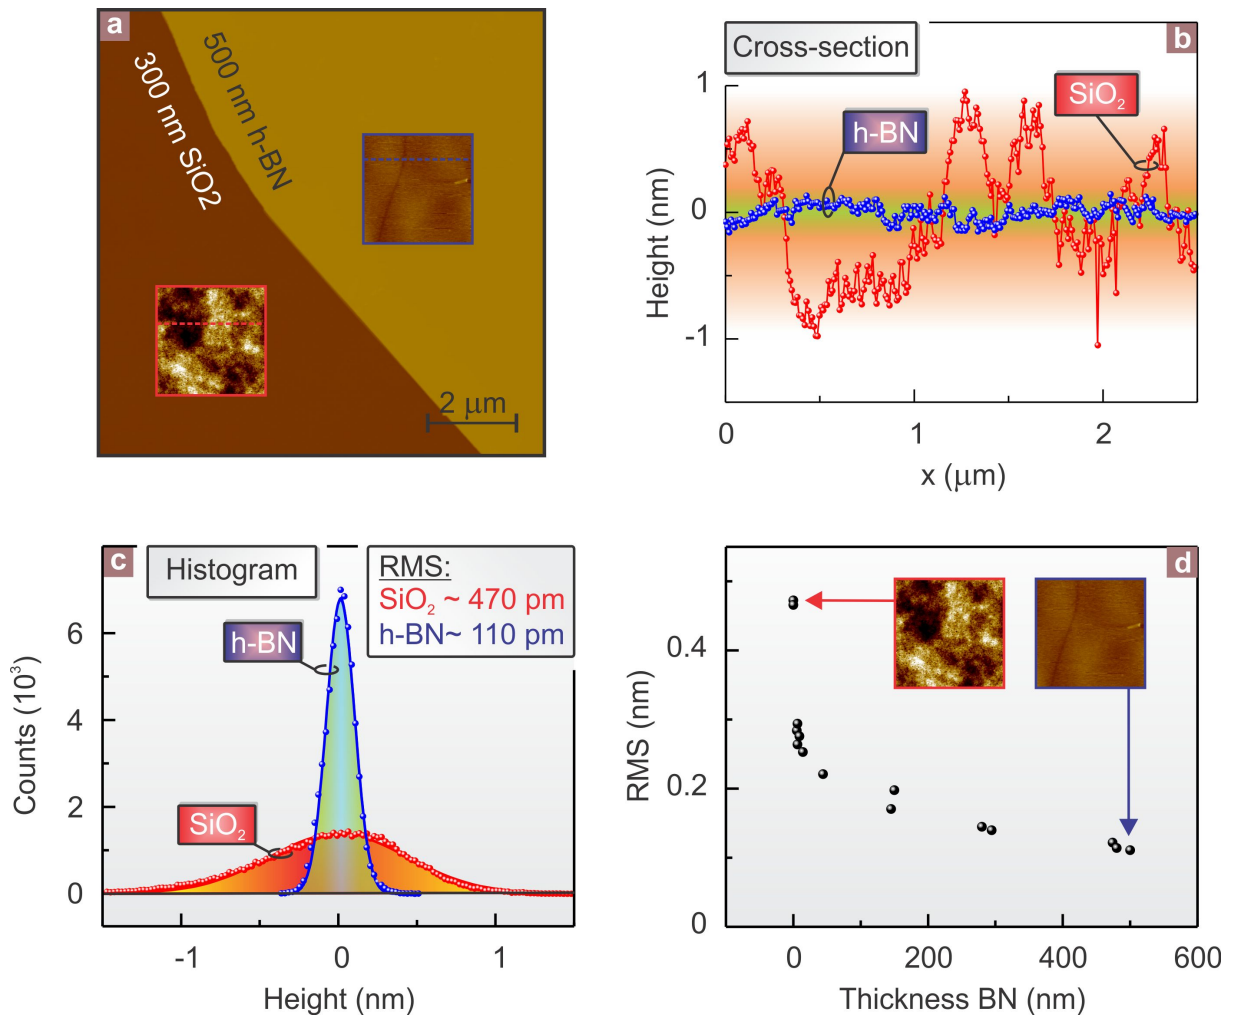 a
500 nm h-BN
300 nm SiO2
2 μm
b
Cross-section
SiO₂
h-BN
1
0
-1
Height (nm)
0
1
2
x (μm)
c
Histogram
RMS:
SiO₂ ~ 470 pm
h-BN~ 110 pm
h-BN
SiO₂
6
4
2
0
Counts (10³)
-1
0
1
Height (nm)
d
0.4
0.2
0
RMS (nm)
0
200
400
600
Thickness BN (nm)